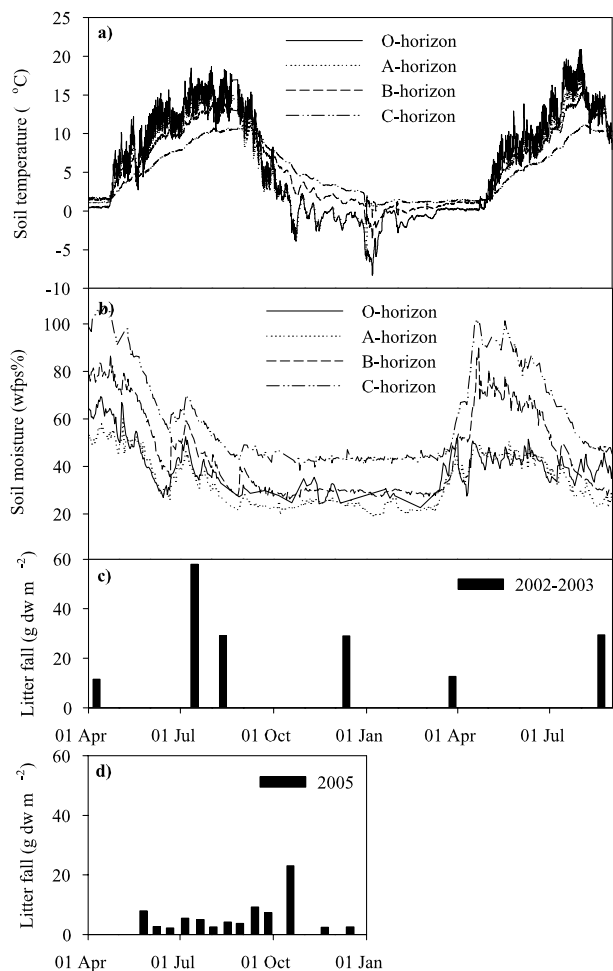 25
20
15
10
5
0
-5
-10
Soil temperature ( °C)
a)
O-horizon
A-horizon
B-horizon
C-horizon
100
80
60
40
20
Soil moisture (wfps%)
b)
O-horizon
A-horizon
B-horizon
C-horizon
60
40
20
0
Litter fall (g dw m -2)
c)
2002-2003
01 Apr 01 Jul 01 Oct 01 Jan 01 Apr 01 Jul
60
40
20
0
Litter fall (g dw m -2)
d)
2005
01 Apr 01 Jul 01 Oct 01 Jan